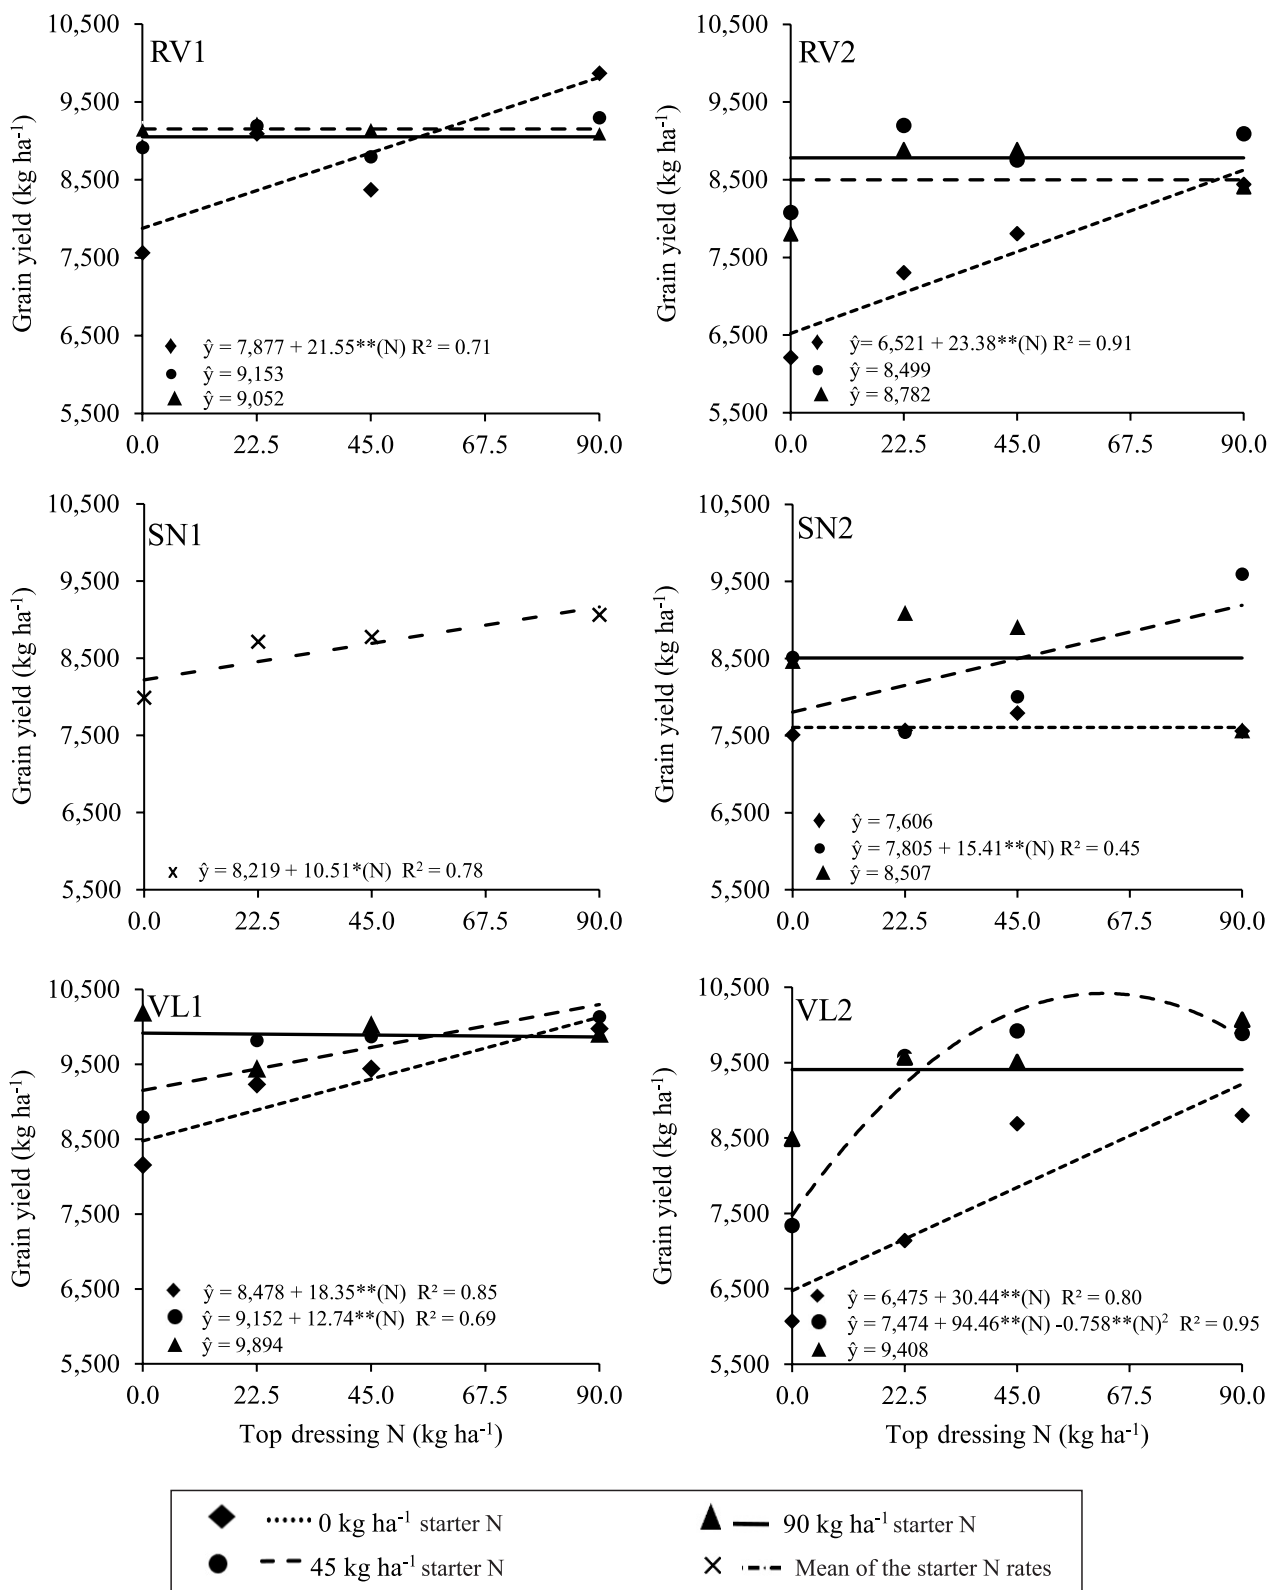 RV1
Grain yield (kg ha⁻¹)
10,500
9,500
8,500
7,500
6,500
5,500
ŷ = 7,877 + 21.55**(N) R² = 0.71
ŷ = 9,153
ŷ = 9,052
0.0 22.5 45.0 67.5 90.0
RV2
Grain yield (kg ha⁻¹)
10,500
9,500
8,500
7,500
6,500
5,500
ŷ= 6,521 + 23.38**(N) R² = 0.91
ŷ = 8,499
ŷ = 8,782
0.0 22.5 45.0 67.5 90.0
SN1
Grain yield (kg ha⁻¹)
10,500
9,500
8,500
7,500
6,500
5,500
ŷ = 8,219 + 10.51*(N) R² = 0.78
0.0 22.5 45.0 67.5 90.0
SN2
Grain yield (kg ha⁻¹)
10,500
9,500
8,500
7,500
6,500
5,500
ŷ = 7,606
ŷ = 7,805 + 15.41**(N) R² = 0.45
ŷ = 8,507
0.0 22.5 45.0 67.5 90.0
VL1
Grain yield (kg ha⁻¹)
10,500
9,500
8,500
7,500
6,500
5,500
ŷ = 8,478 + 18.35**(N) R² = 0.85
ŷ = 9,152 + 12.74**(N) R² = 0.69
ŷ = 9,894
0.0 22.5 45.0 67.5 90.0
Top dressing N (kg ha⁻¹)
VL2
Grain yield (kg ha⁻¹)
10,500
9,500
8,500
7,500
6,500
5,500
ŷ = 6,475 + 30.44**(N) R² = 0.80
ŷ = 7,474 + 94.46**(N) -0.758**(N)² R² = 0.95
ŷ = 9,408
0.0 22.5 45.0 67.5 90.0
Top dressing N (kg ha⁻¹)
0 kg ha⁻¹ starter N
90 kg ha⁻¹ starter N
45 kg ha⁻¹ starter N
Mean of the starter N rates